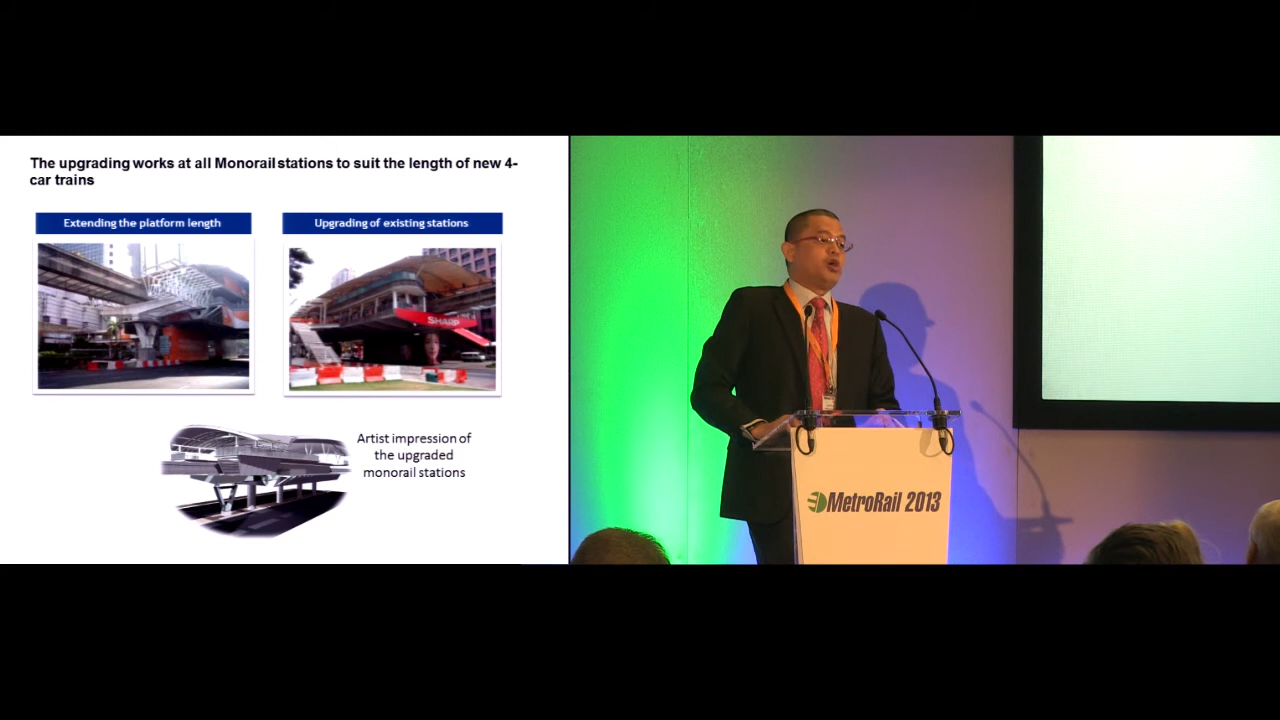 The upgrading works at all Monorail stations to suit the length of new 4-
car trains
Extending the platform length
Upgrading of existing stations
SHARP
Artist impression of
the upgraded
monorail stations
MetroRail 2013